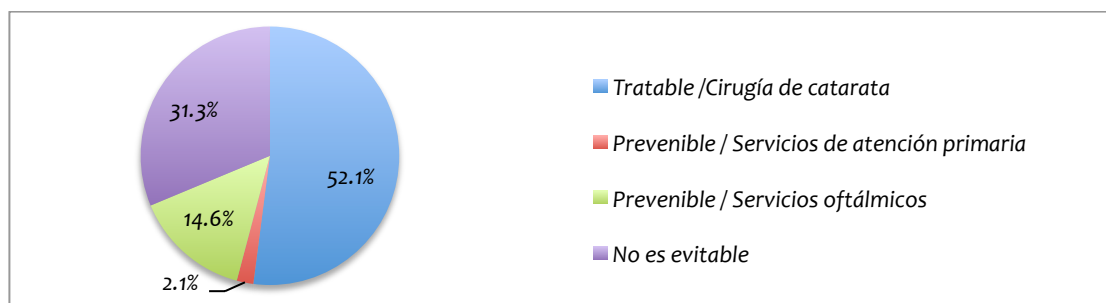 31.3%
52.1%
14.6%
2.1%
Tratable /Cirugía de catarata
Prevenible / Servicios de atención primaria
Prevenible / Servicios oftálmicos
No es evitable